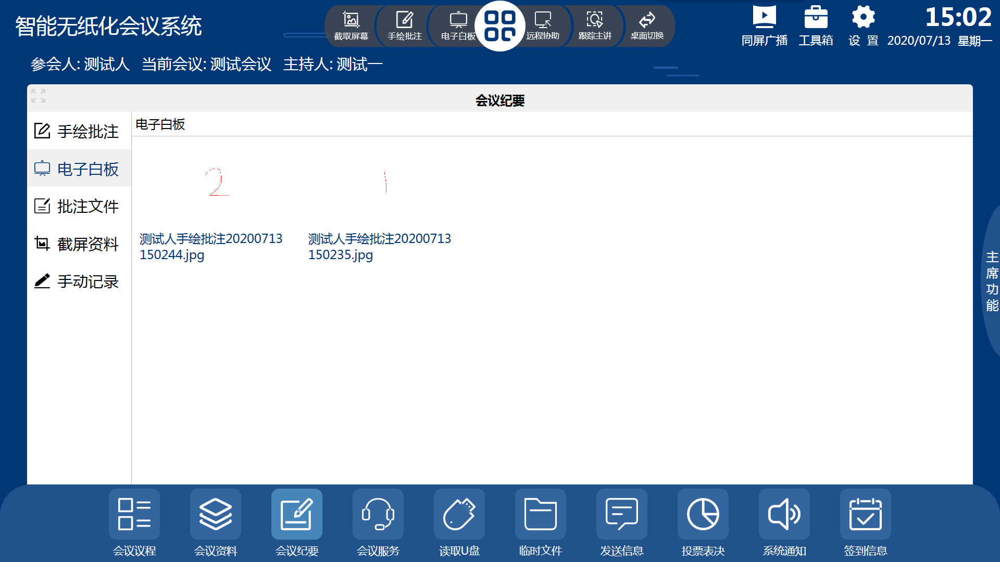 智能无纸化会议系统
截取屏幕
手绘批注
电子白板
远程协助
跟踪主讲
桌面切换
同屏广播
工具箱
设 置
15:02
2020/07/13 星期一
参会人: 测试人 当前会议: 测试会议 主持人: 测试一
会议纪要
手绘批注
电子白板
批注文件
截屏资料
手动记录
电子白板
2
1
测试人手绘批注20200713
150244.jpg
测试人手绘批注20200713
150235.jpg
主
席
功
能
会议议程
会议资料
会议纪要
会议服务
读取U盘
临时文件
发送信息
投票表决
系统通知
签到信息